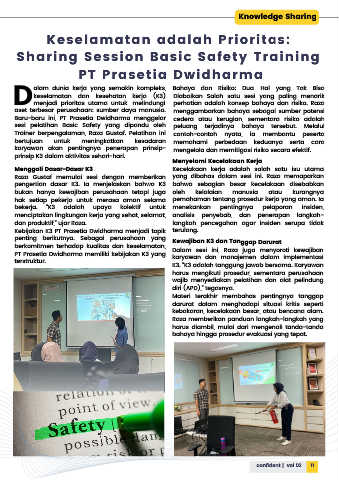 Knowledge Sharing
Keselamatan adalah Prioritas:
Sharing Session Basic Safety Training
PT Prasetia Dwidharma
Dalam dunia kerja yang semakin kompleks,
keselamatan dan kesehatan kerja (K3)
menjadi prioritas utama untuk melindungi
aset terbesar perusahaan: sumber daya manusia.
Baru-baru ini, PT Prasetia Dwidharma menggelar
sesi pelatihan Basic Safety yang dipandu oleh
Trainer berpengalaman, Raza Gustaf. Pelatihan ini
bertujuan untuk meningkatkan kesadaran
karyawan akan pentingnya penerapan prinsip-
prinsip K3 dalam aktivitas sehari-hari.
Menggali Dasar-Dasar K3
Raza Gustaf memulai sesi dengan memberikan
pengertian dasar K3. Ia menjelaskan bahwa K3
bukan hanya kewajiban perusahaan tetapi juga
hak setiap pekerja untuk merasa aman selama
bekerja. "K3 adalah upaya kolektif untuk
menciptakan lingkungan kerja yang sehat, selamat,
dan produktif," ujar Raza.
Kebijakan K3 PT Prasetia Dwidharma menjadi topik
penting berikutnya. Sebagai perusahaan yang
berkomitmen terhadap kualitas dan keselamatan,
PT Prasetia Dwidharma memiliki kebijakan K3 yang
terstruktur.
Bahaya dan Risiko: Dua Hal yang Tak Bisa
Diabaikan Salah satu sesi yang paling menarik
perhatian adalah konsep bahaya dan risiko. Raza
menggambarkan bahaya sebagai sumber potensi
cedera atau kerugian, sementara risiko adalah
peluang terjadinya bahaya tersebut. Melalui
contoh-contoh nyata, ia membantu peserta
memahami perbedaan keduanya serta cara
mengelola dan memitigasi risiko secara efektif.
Menyelami Kecelakaan Kerja
Kecelakaan kerja adalah salah satu isu utama
yang dibahas dalam sesi ini. Raza memaparkan
bahwa sebagian besar kecelakaan disebabkan
oleh kelalaian manusia atau kurangnya
pemahaman tentang prosedur kerja yang aman. Ia
menekankan pentingnya pelaporan insiden,
analisis penyebab, dan penerapan langkah-
langkah pencegahan agar insiden serupa tidak
terulang.
Kewajiban K3 dan Tanggap Darurat
Dalam sesi ini, Raza juga menyoroti kewajiban
karyawan dan manajemen dalam implementasi
K3. "K3 adalah tanggung jawab bersama. Karyawan
harus mengikuti prosedur, sementara perusahaan
wajib menyediakan pelatihan dan alat pelindung
diri (APD)," tegasnya.
Materi terakhir membahas pentingnya tanggap
darurat dalam menghadapi situasi kritis seperti
kebakaran, kecelakaan besar, atau bencana alam.
Raza memberikan panduan langkah-langkah yang
harus diambil, mulai dari mengenali tanda-tanda
bahaya hingga prosedur evakuasi yang tepat.
relation of
point of view
Safety
possible dam
confident | vol 02 11